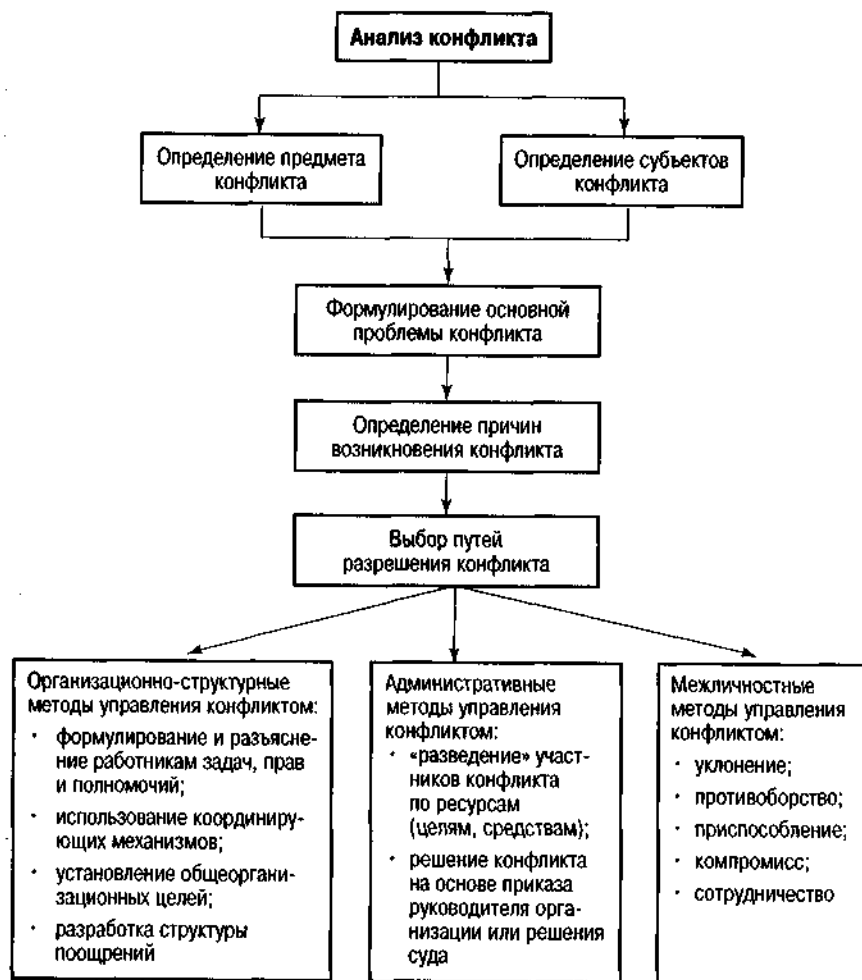 Анализ конфликта
Определение предмета
конфликта
Определение субъектов
конфликта
Формулирование основной
проблемы конфликта
Определение причин
возникновения конфликта
Выбор путей
разрешения конфликта
Организационно-структурные
методы управления конфликтом:
· формулирование и разъясне-
ние работникам задач, прав
и полномочий;
· использование координиру-
ющих механизмов;
· установление общеоргани-
зационных целей;
· разработка структуры
поощрений
Административные
методы управления
конфликтом:
· «разведение» участ-
ников конфликта
по ресурсам
(целям, средствам);
· решение конфликта
на основе приказа
руководителя орга-
низации или решения
суда
Межличностные
методы управления
конфликтом:
· уклонение;
· противоборство;
· приспособление;
· компромисс;
· сотрудничество